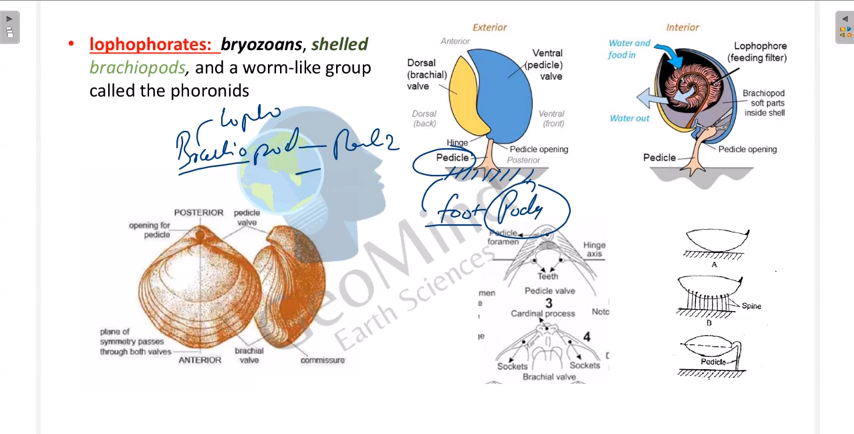 • lophophorates: bryozoans, shelled
brachiopods, and a worm-like group
called the phoronids
lopho
Brachiopod —
Exterior
Anterior
Dorsal
(brachial)
valve
Ventral
(pedicle)
valve
Dorsal
(back)
Ventral
(front)
Hinge
Pedicle opening
Pedicle
Posterior
foot Pody
Interior
Water and
food in
Lophophore
(feeding filter)
Brachiopod
soft parts
inside shell
Water out
Pedicle
Pedicle opening
POSTERIOR
pedicle
valve
opening for
pedicle
plane of
symmetry passes
through both valves
ANTERIOR
brachial
valve
commissure
GeoMind
Earth Sciences
Pedicle
foramen
Hinge
axis
Teeth
men
e
Pedicle valve
3
Cardinal process
Noto
ge
4
Sockets
Sockets
Brachial valve
A
Spine
B
Pedicle